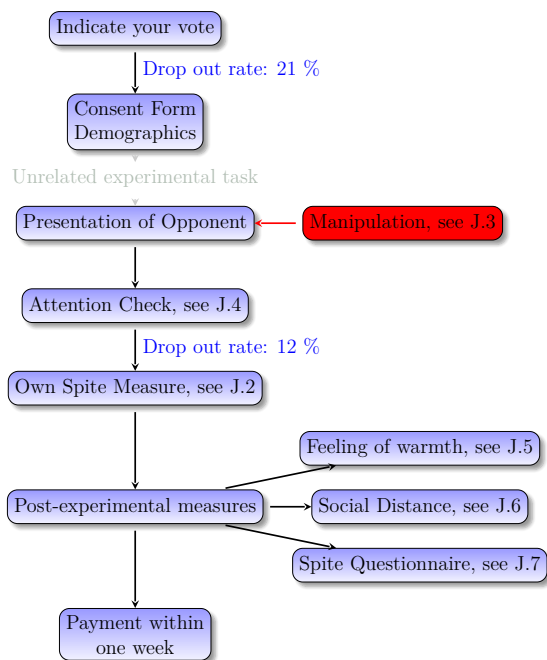 Indicate your vote
Drop out rate: 21 %
Consent Form
Demographics
Unrelated experimental task
Presentation of Opponent
Manipulation, see J.3
Attention Check, see J.4
Drop out rate: 12 %
Own Spite Measure, see J.2
Feeling of warmth, see J.5
Post-experimental measures
Social Distance, see J.6
Spite Questionnaire, see J.7
Payment within
one week